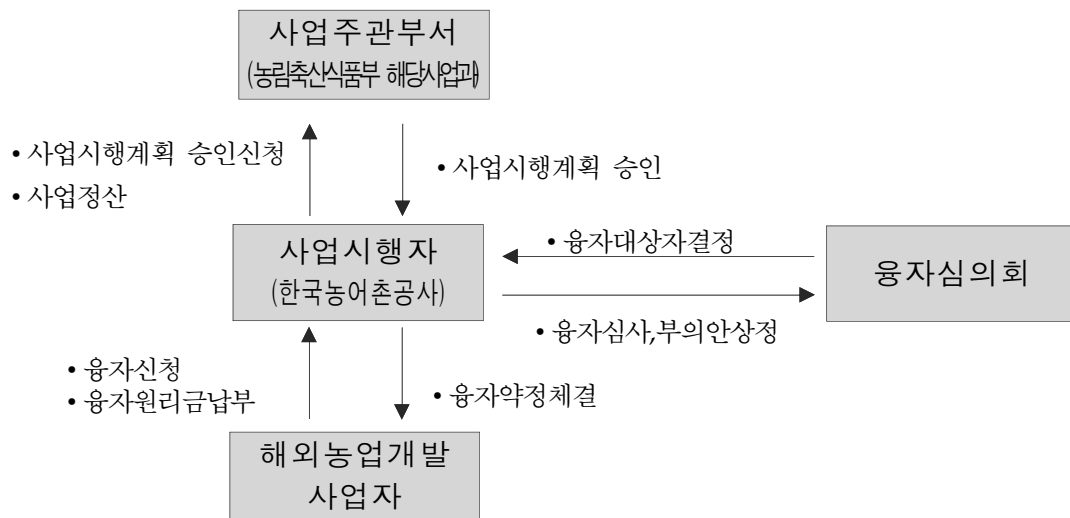 사업주관부서
(농림축산식품부 해당사업과)
• 사업시행계획 승인신청
• 사업정산
• 사업시행계획 승인
사업시행자
(한국농어촌공사)
• 융자대상자결정
융자심의회
• 융자심사,부의안상정
• 융자신청
• 융자원리금납부
• 융자약정체결
해외농업개발
사업자